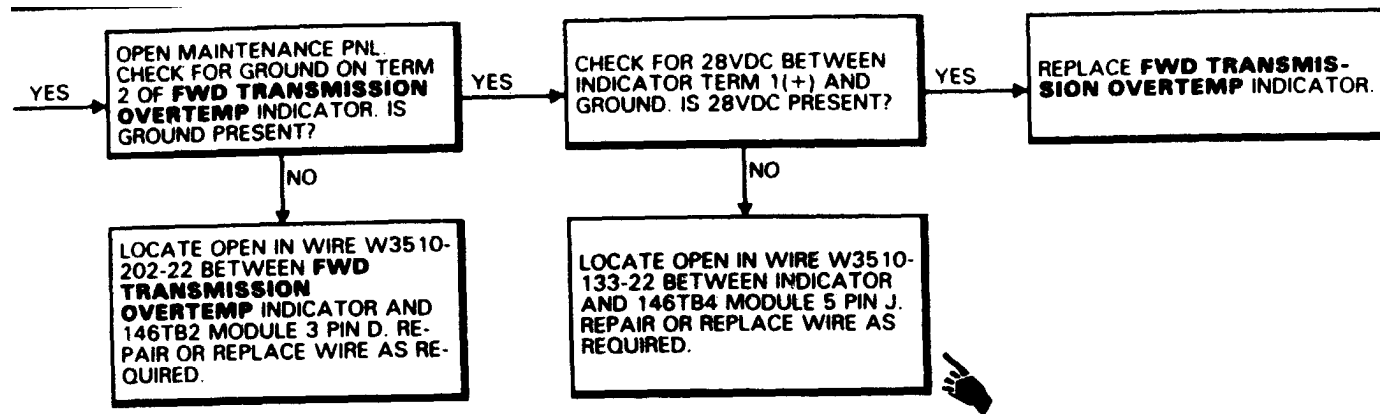 YES
OPEN MAINTENANCE PNL.
CHECK FOR GROUND ON TERM
2 OF FWD TRANSMISSION
OVERTEMP INDICATOR. IS
GROUND PRESENT?
YES
CHECK FOR 28VDC BETWEEN
INDICATOR TERM 1(+) AND
GROUND. IS 28VDC PRESENT?
YES
REPLACE FWD TRANSMIS-
SION OVERTEMP INDICATOR.
NO
LOCATE OPEN IN WIRE W3510-
202-22 BETWEEN FWD
TRANSMISSION
OVERTEMP INDICATOR AND
146TB2 MODULE 3 PIN D. RE-
PAIR OR REPLACE WIRE AS RE-
QUIRED.
NO
LOCATE OPEN IN WIRE W3510-
133-22 BETWEEN INDICATOR
AND 146TB4 MODULE 5 PIN J.
REPAIR OR REPLACE WIRE AS
REQUIRED.